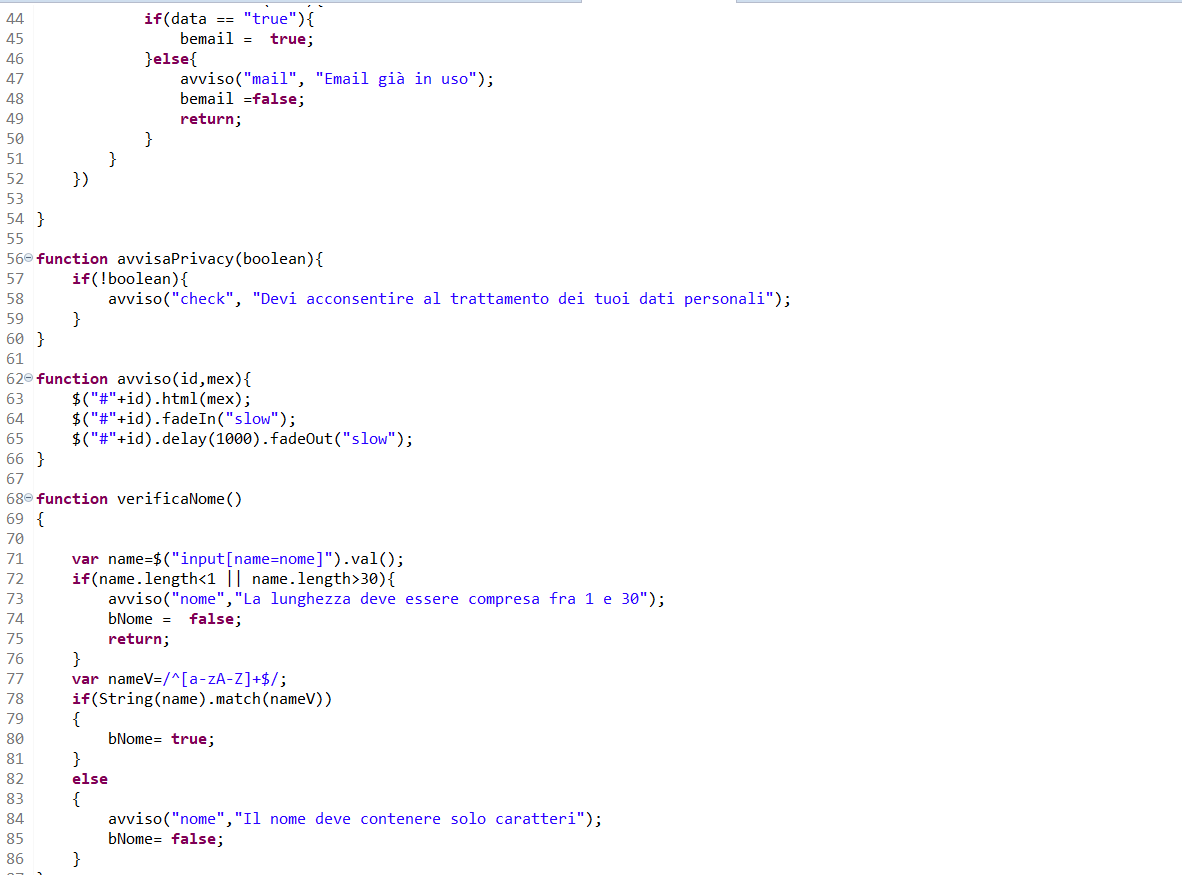 44 if(data == "true"){
45 bemail =  true;
46 }else{
47 avviso("mail", "Email già in uso");
48 bemail =false;
49 return;
50 }
51 }
52 })
53
54 }
55
56 function avvisaPrivacy(boolean){
57 if(!boolean){
58 avviso("check", "Devi acconsentire al trattamento dei tuoi dati personali");
59 }
60 }
61
62 function avviso(id,mex){
63 $("#"+id).html(mex);
64 $("#"+id).fadeIn("slow");
65 $("#"+id).delay(1000).fadeOut("slow");
66 }
67
68 function verificaNome()
69 {
70
71 var name=$("input[name=nome]").val();
72 if(name.length<1 || name.length>30){
73 avviso("nome","La lunghezza deve essere compresa fra 1 e 30");
74 bNome =  false;
75 return;
76 }
77 var nameV=/^[a-zA-Z]+$/;
78 if(String(name).match(nameV))
79 {
80 bNome= true;
81 }
82 else
83 {
84 avviso("nome","Il nome deve contenere solo caratteri");
85 bNome= false;
86 }